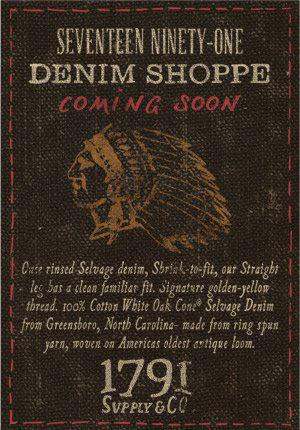 SEVENTEEN NINETY-ONE
DENIM SHOPPE
COMING SOON
Once rinsed Selvage denim, Shrink-to-fit, our Straight
leg has a clean familiar fit. Signature golden-yellow
thread. 100% Cotton White Oak Cone® Selvage Denim
from Greensboro, North Carolina- made from ring spun
yarn, woven on Americas oldest antique loom.
1791
SUPPLY & CO.